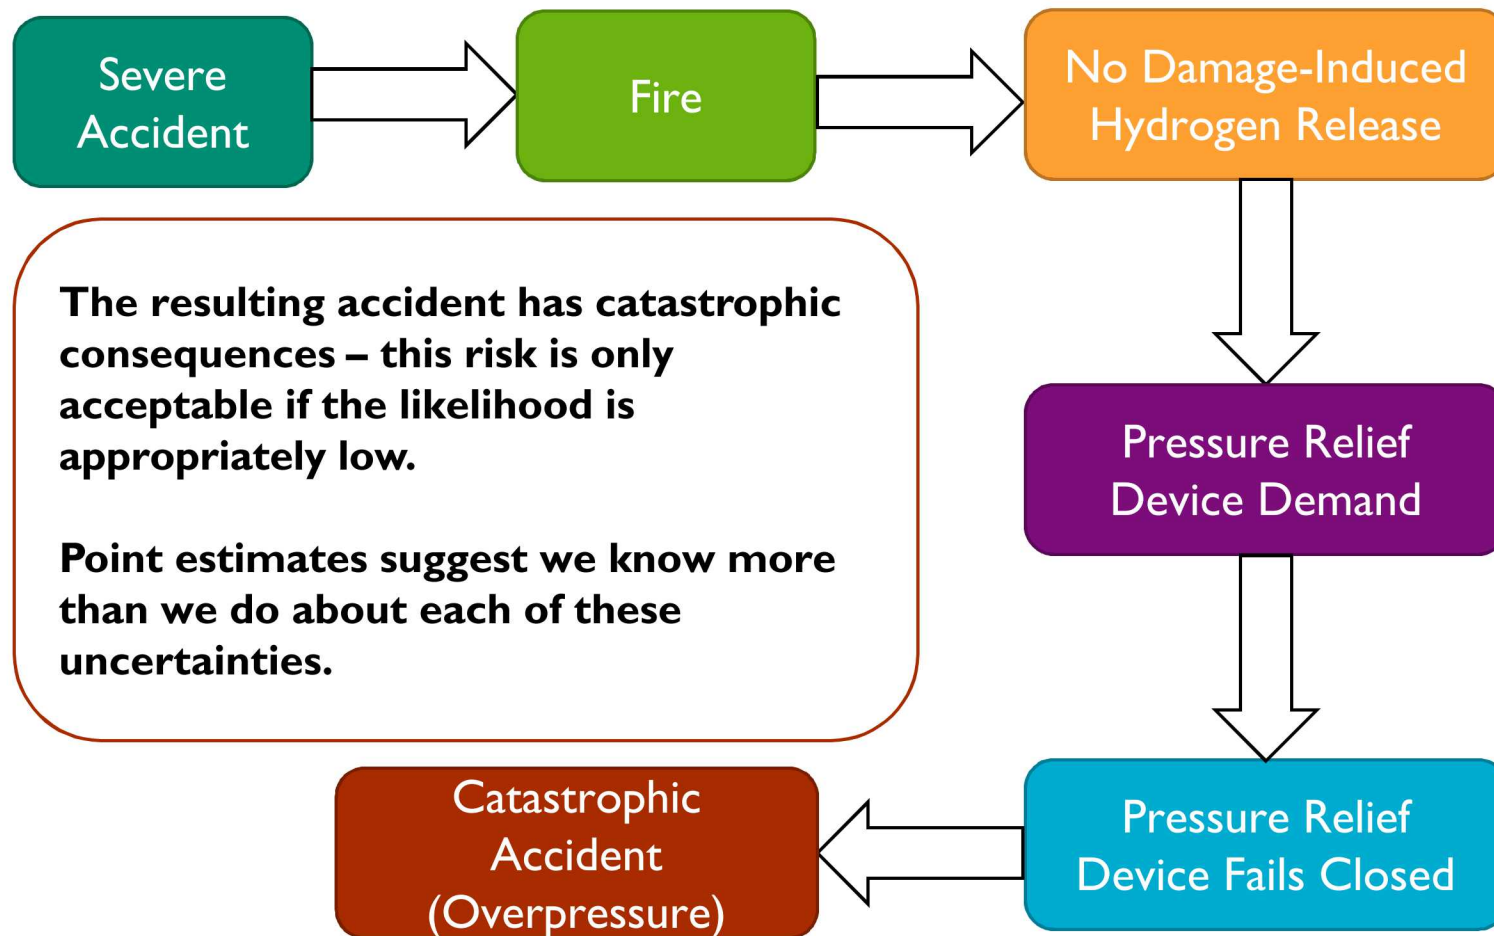 Severe
Accident
Fire
No Damage-Induced
Hydrogen Release
The resulting accident has catastrophic
consequences – this risk is only
acceptable if the likelihood is
appropriately low.
Point estimates suggest we know more
than we do about each of these
uncertainties.
Pressure Relief
Device Demand
Pressure Relief
Device Fails Closed
Catastrophic
Accident
(Overpressure)